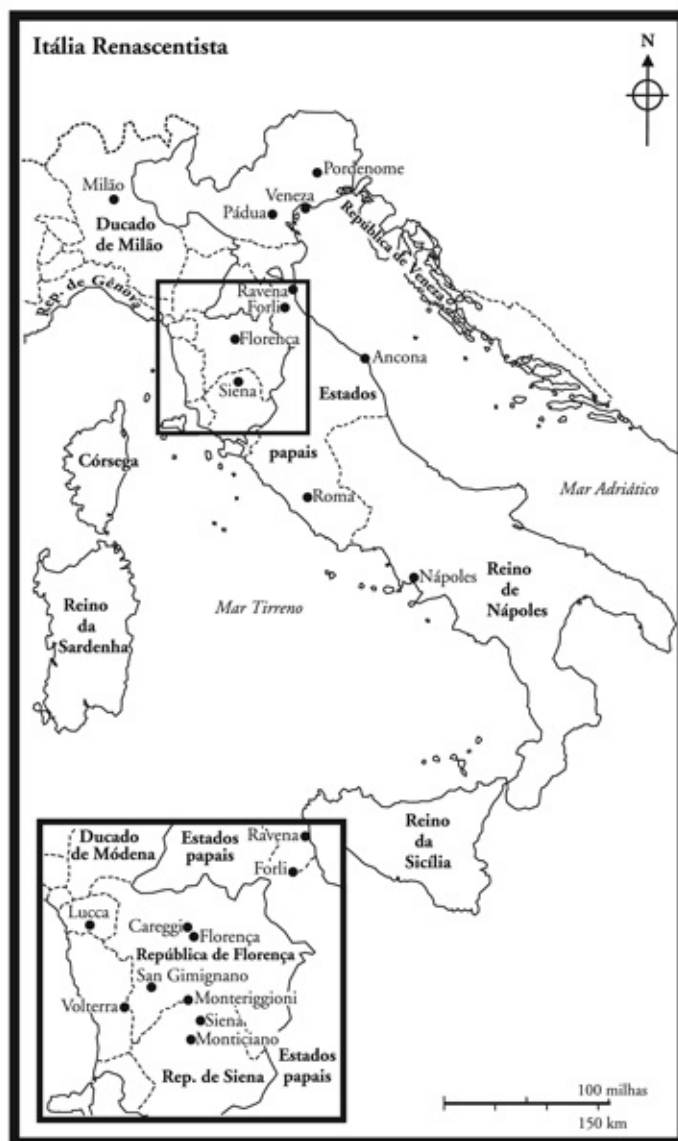 Itália Renascentista
N
Pordenome
Milão
Veneza
Pádua
Ducado
de Milão
República de Veneza
Rep. de Gênova
Ravena
Forli
Florença
Ancona
Siena
Estados
papais
Córsega
Roma
Mar Adriático
Nápoles
Reino
de
Nápoles
Reino
da
Sardenha
Mar Tirreno
Reino
da
Sicília
Ducado
de Módena
Estados
papais
Ravena
Forli
Lucca
Careggi
Florença
República de Florença
San Gimignano
Monteriggioni
Volterra
Siena
Monticiano
Rep. de Siena
Estados
papais
100 milhas
150 km